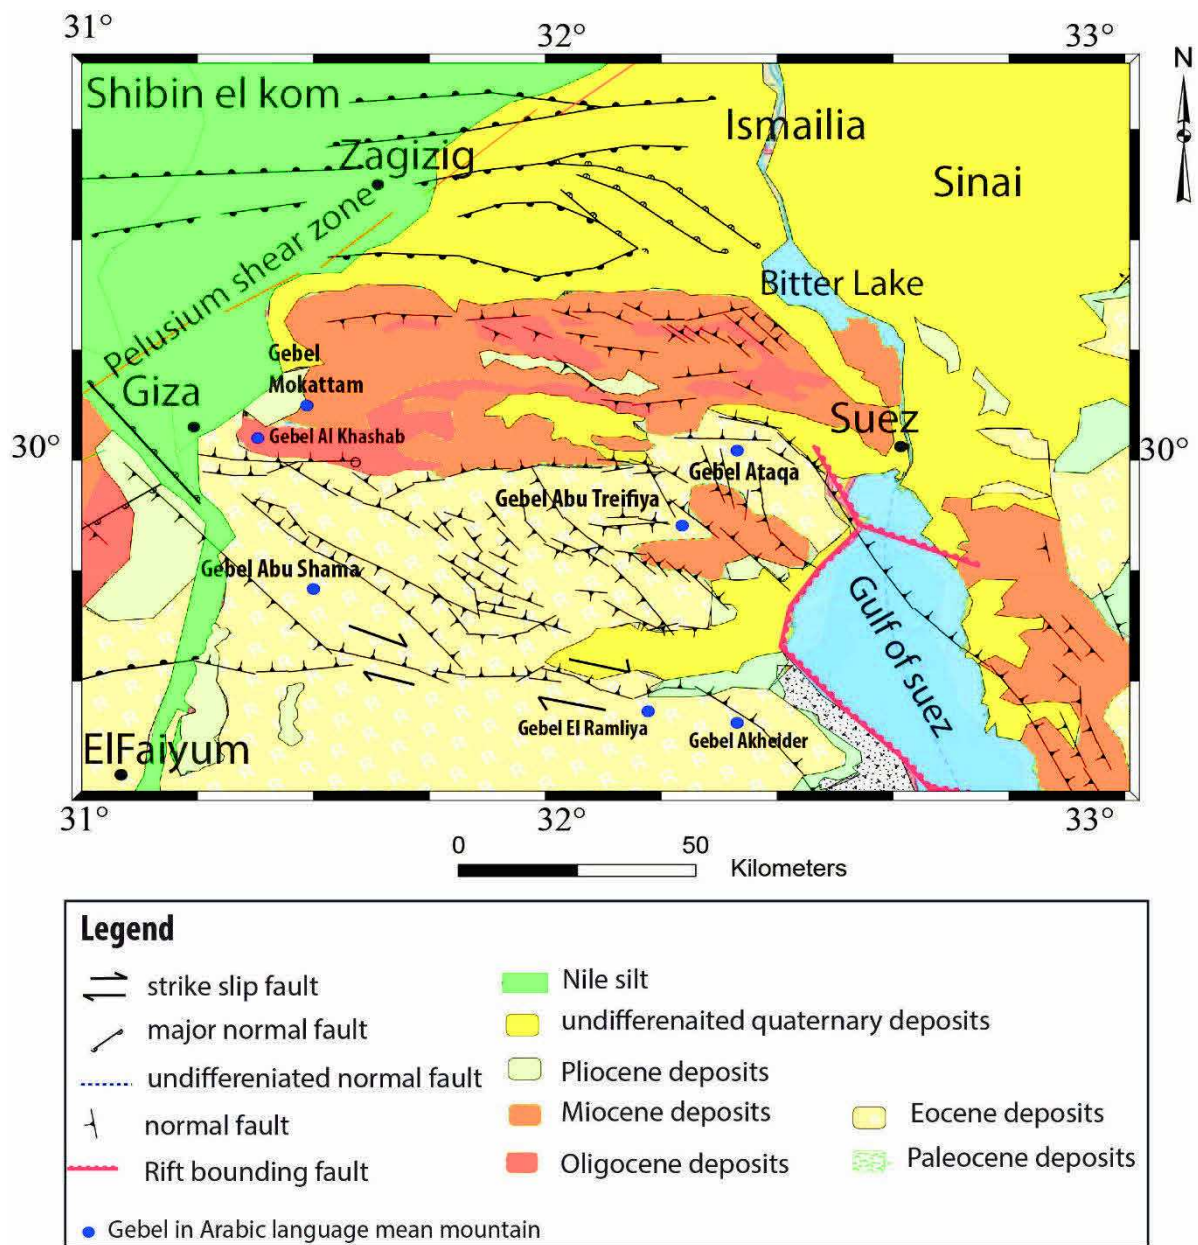 31°
32°
33°
N
Shibin el kom
Ismailia
Zagizig
Sinai
Pelusium shear zone
Bitter Lake
Gebel
Mokattam
Giza
Suez
30°
30°
Gebel Al Khashab
Gebel Ataqa
Gebel Abu Treifiya
Gebel Abu Shama
Gulf of suez
Gebel El Ramliya
Gebel Akheider
ElFaiyum
31°
32°
33°
0
50
Kilometers
Legend
strike slip fault
major normal fault
undiffereniated normal fault
normal fault
Rift bounding fault
Gebel in Arabic language mean mountain
Nile silt
undifferenaited quaternary deposits
Pliocene deposits
Miocene deposits
Oligocene deposits
Eocene deposits
Paleocene deposits